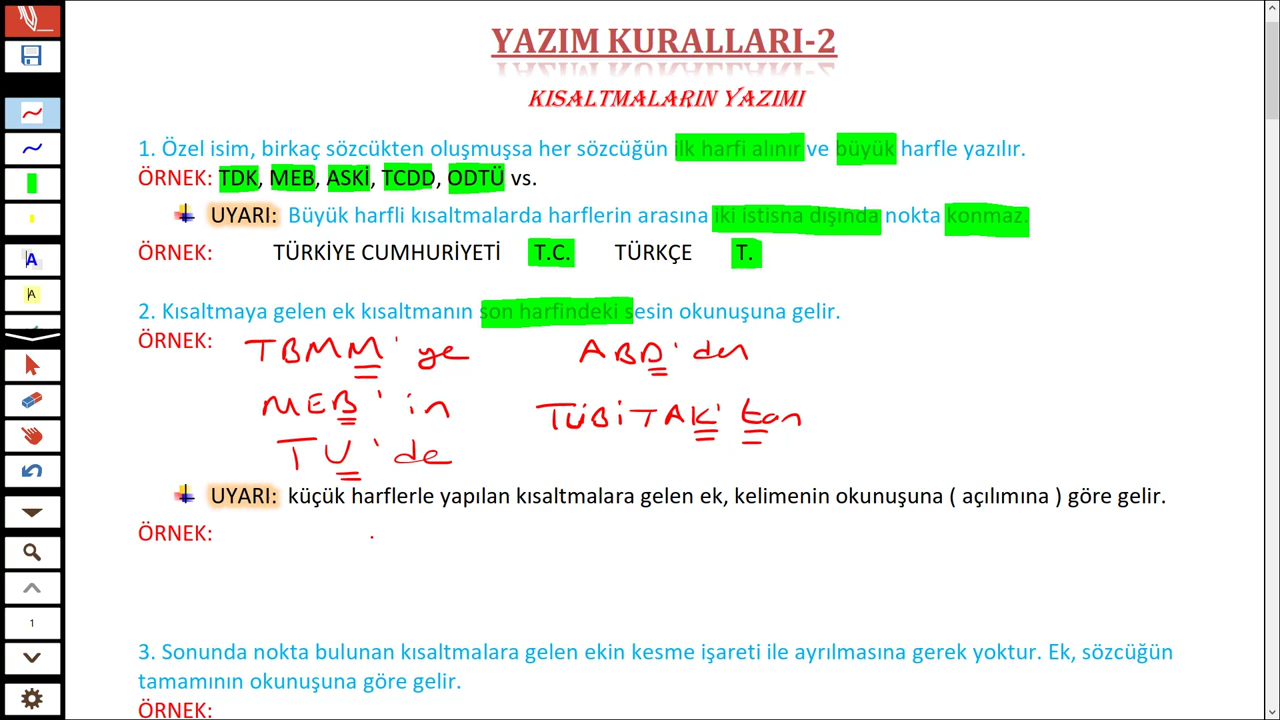 YAZIM KURALLARI-2
KISALTMALARIN YAZIMI
1. Özel isim, birkaç sözcükten oluşmuşsa her sözcüğün ilk harfi alınır ve büyük harfle yazılır.
ÖRNEK: TDK, MEB, ASKİ, TCDD, ODTÜ vs.
UYARI: Büyük harfli kısaltmalarda harflerin arasına iki istisna dışında nokta konmaz.
ÖRNEK: TÜRKİYE CUMHURİYETİ T.C. TÜRKÇE T.
2. Kısaltmaya gelen ek kısaltmanın son harfindeki sesin okunuşuna gelir.
ÖRNEK: TBMM' ye ABD' den
MEB' in TÜBİTAK' tan
TV' de
UYARI: küçük harflerle yapılan kısaltmalara gelen ek, kelimenin okunuşuna ( açılımına ) göre gelir.
ÖRNEK:
3. Sonunda nokta bulunan kısaltmalara gelen ekin kesme işareti ile ayrılmasına gerek yoktur. Ek, sözcüğün
tamamının okunuşuna göre gelir.
ÖRNEK:
A
A
1